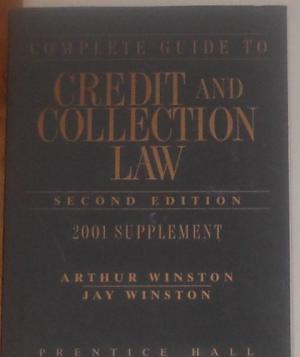 COMPLETE GUIDE TO
CREDIT AND
COLLECTION
LAW
SECOND EDITION
2001 SUPPLEMENT
ARTHUR WINSTON
JAY WINSTON
PRENTICE HALL